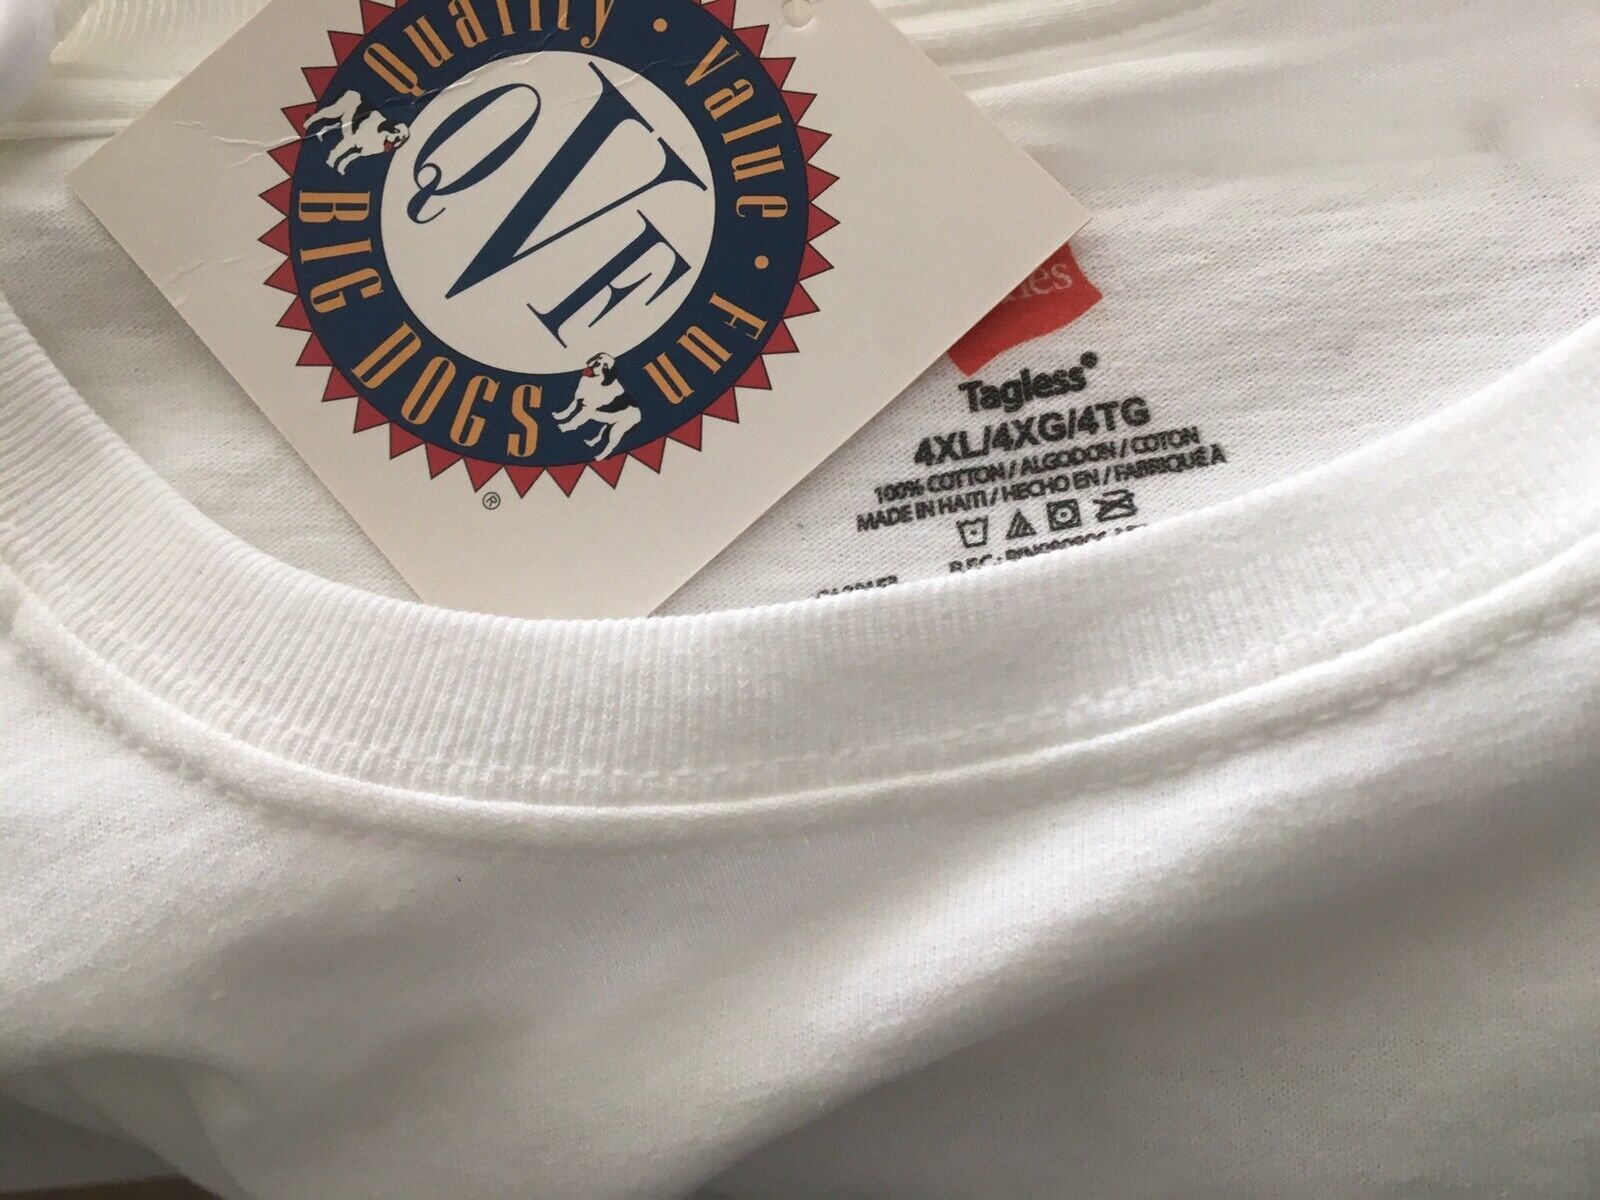 Quality • Value • Fun
BIG DOGS
QVF
®
Tagless®
4XL/4XG/4TG
100% COTTON / ALGODON / COTON
MADE IN HAITI / HECHO EN / FABRIQUÉ À